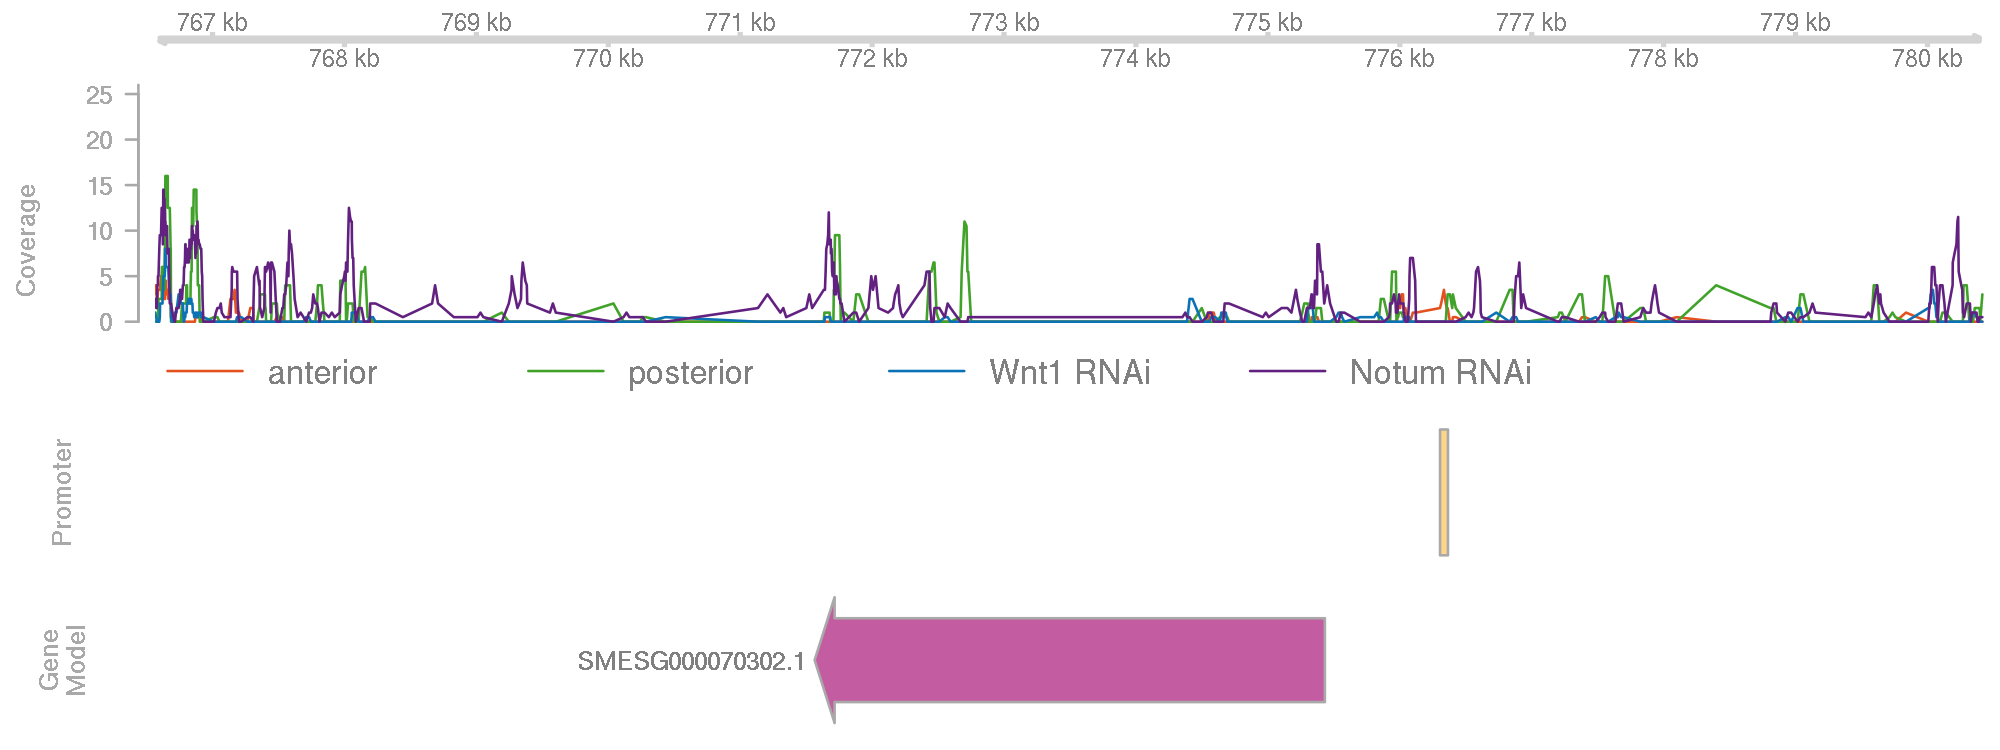 767 kb 769 kb 771 kb 773 kb 775 kb 777 kb 779 kb
768 kb 770 kb 772 kb 774 kb 776 kb 778 kb 780 kb
25
20
15
10
5
0
Coverage
anterior posterior Wnt1 RNAi Notum RNAi
Promoter
Gene
Model
SMESG000070302.1